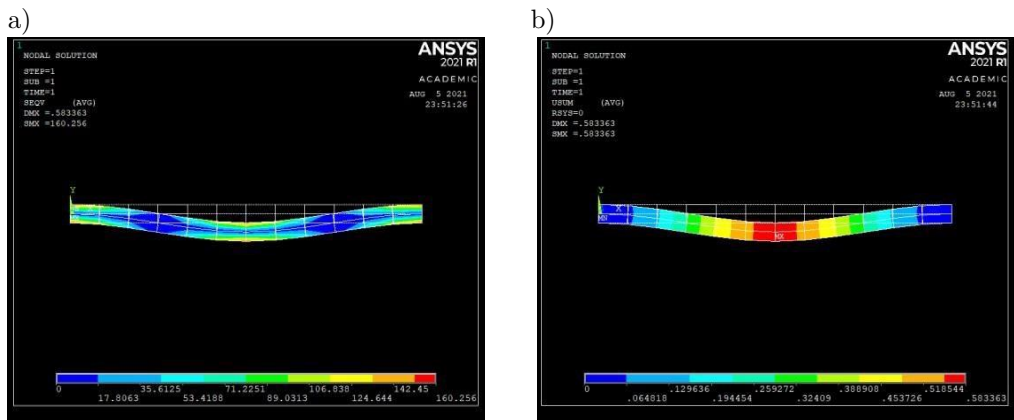 a)
1
NODAL SOLUTION
STEP=1
SUB =1
TIME=1
SEQV (AVG)
DMX =.583363
SMX =160.256
ANSYS
2021 R1
ACADEMIC
AUG 5 2021
23:51:26
Y
0 35.6125 71.2251 106.838 142.45
17.8063 53.4188 89.0313 124.644 160.256
b)
1
NODAL SOLUTION
STEP=1
SUB =1
TIME=1
USUM (AVG)
RSYS=0
DMX =.583363
SMX =.583363
ANSYS
2021 R1
ACADEMIC
AUG 5 2021
23:51:44
Y
X
MN
MX
0 .129636 .259272 .388908 .518544
.064818 .194454 .32409 .453726 .583363